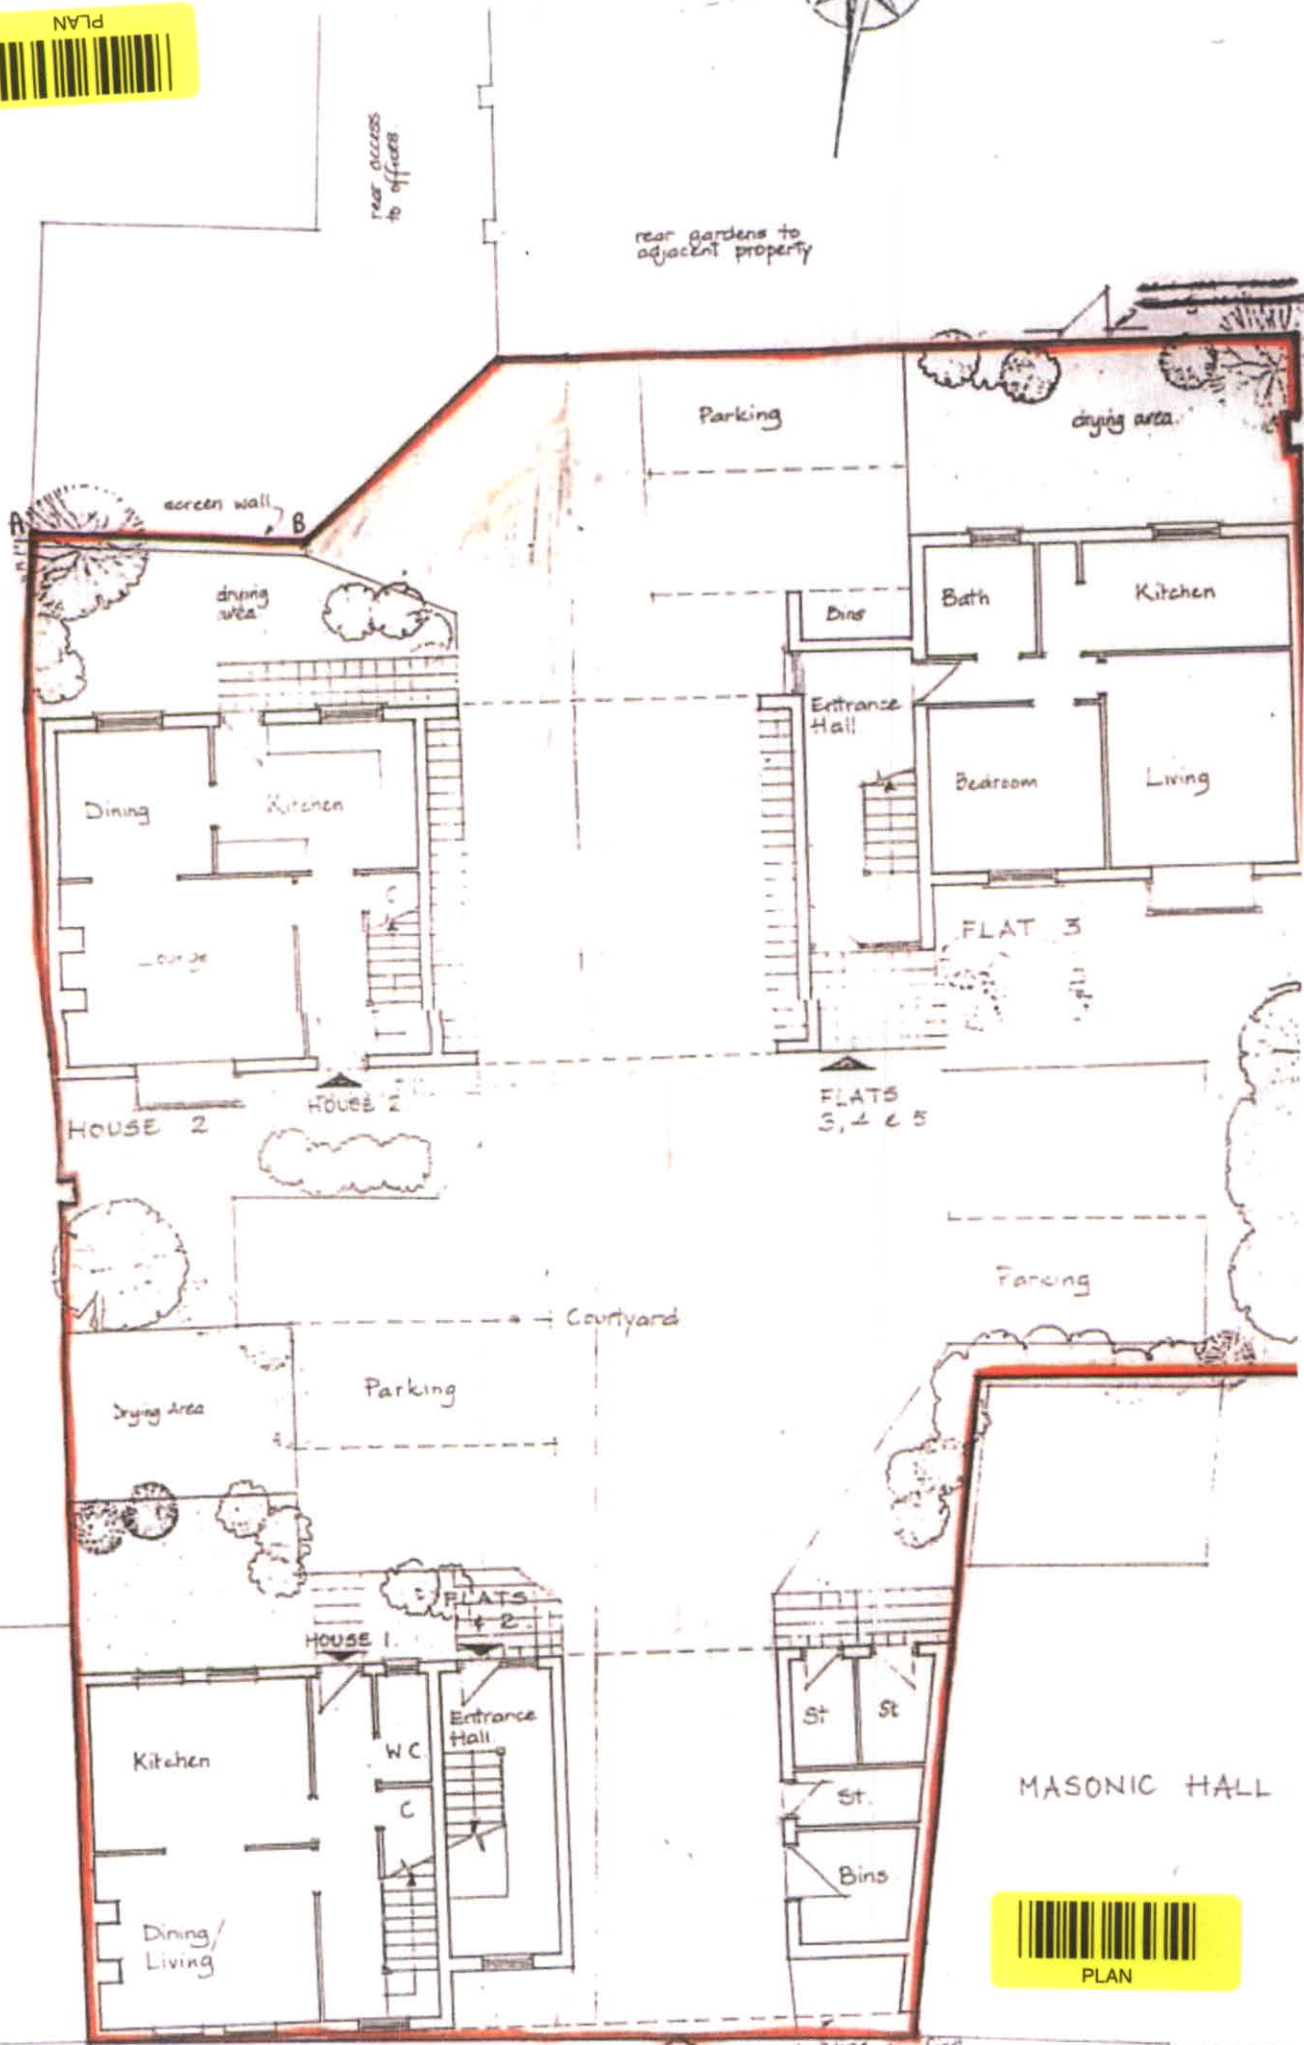 PLAN
rear access
to offices
rear gardens to
adjacent property
Parking
drying area.
A
screen wall
B
drying
area
Bins
Bath
Kitchen
Entrance
Hall
Dining
Kitchen
Bedroom
Living
C
Lounge
FLAT 3
HOUSE 2
HOUSE 2
FLATS
3, 4 & 5
Parking
Courtyard
Parking
Drying Area
FLATS
& 2
HOUSE 1
Entrance
Hall
St
St
Kitchen
WC
C
St.
MASONIC HALL
Bins
Dining/
Living
PLAN